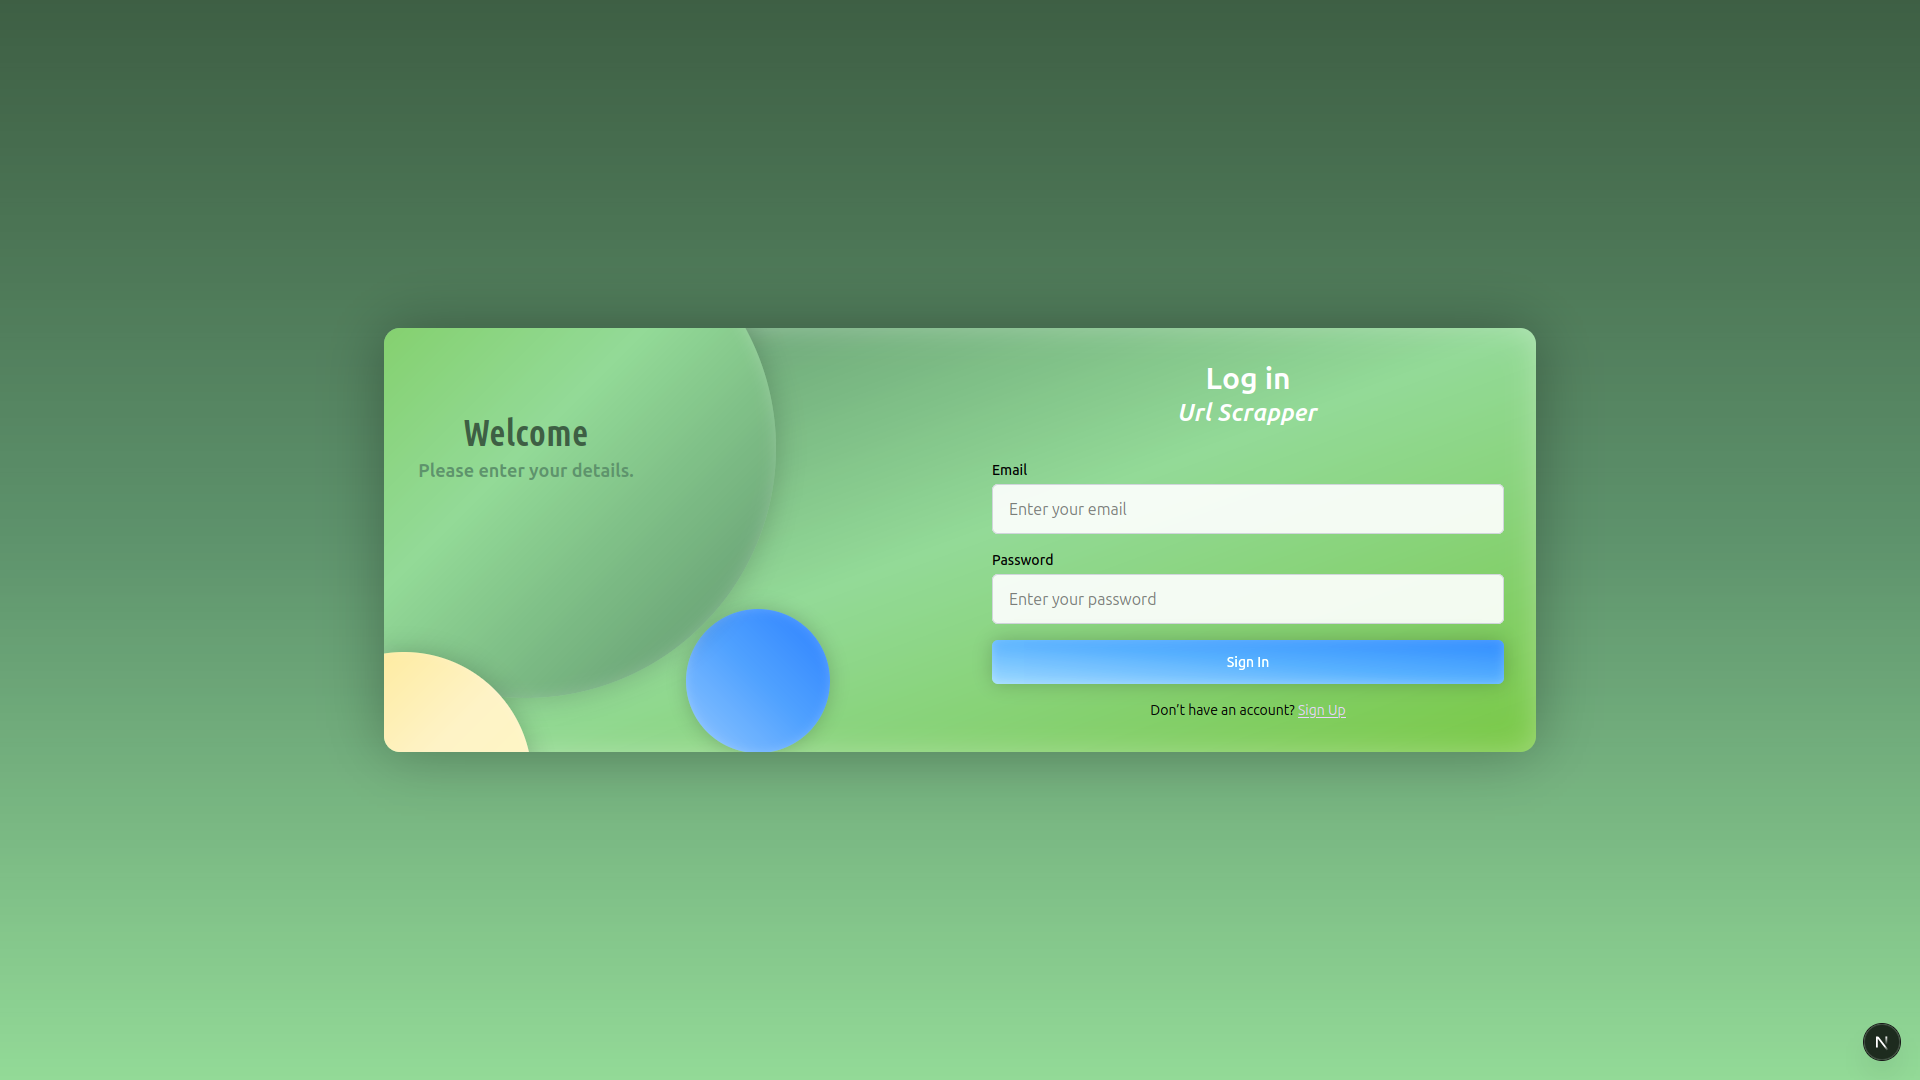 Welcome
Please enter your details.
Log in
Url Scrapper
Email
Enter your email
Password
Enter your password
Sign In
Don’t have an account? Sign Up
N